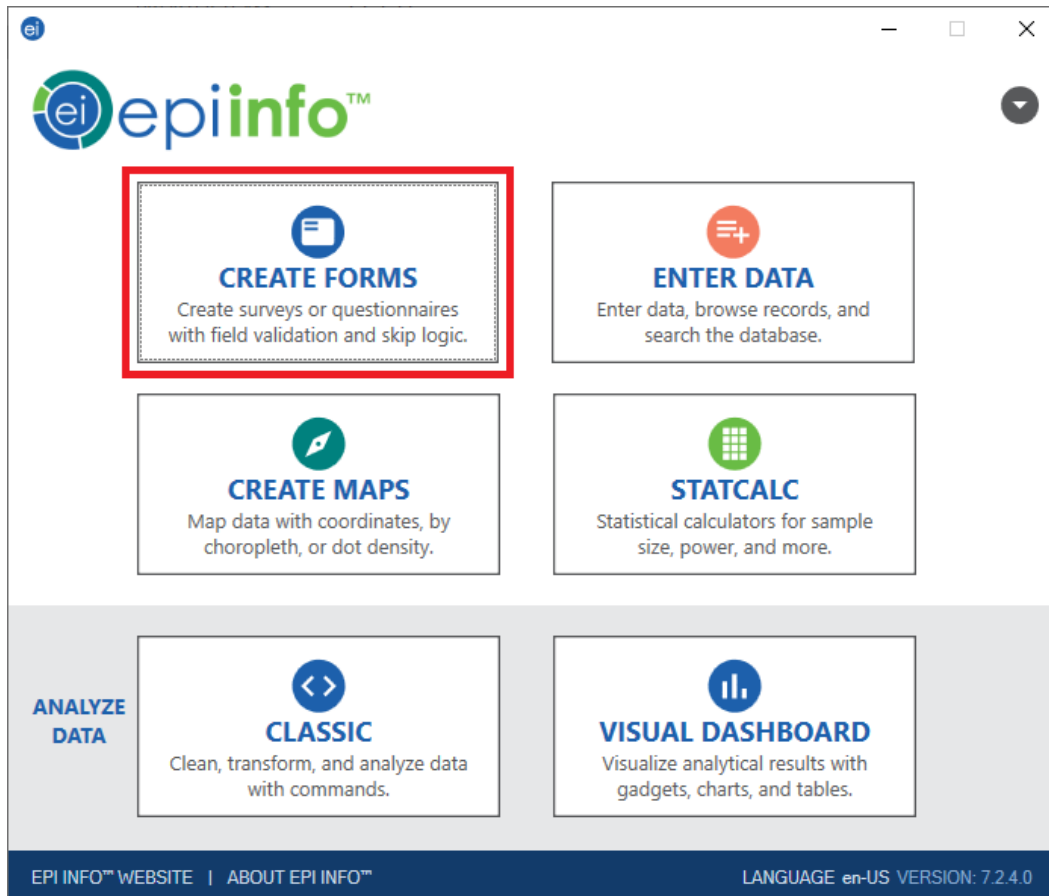 ei
ei epiinfo™
CREATE FORMS
Create surveys or questionnaires
with field validation and skip logic.
ENTER DATA
Enter data, browse records, and
search the database.
CREATE MAPS
Map data with coordinates, by
choropleth, or dot density.
STATCALC
Statistical calculators for sample
size, power, and more.
ANALYZE
DATA
CLASSIC
Clean, transform, and analyze data
with commands.
VISUAL DASHBOARD
Visualize analytical results with
gadgets, charts, and tables.
EPI INFO™ WEBSITE | ABOUT EPI INFO™ LANGUAGE en-US VERSION: 7.2.4.0